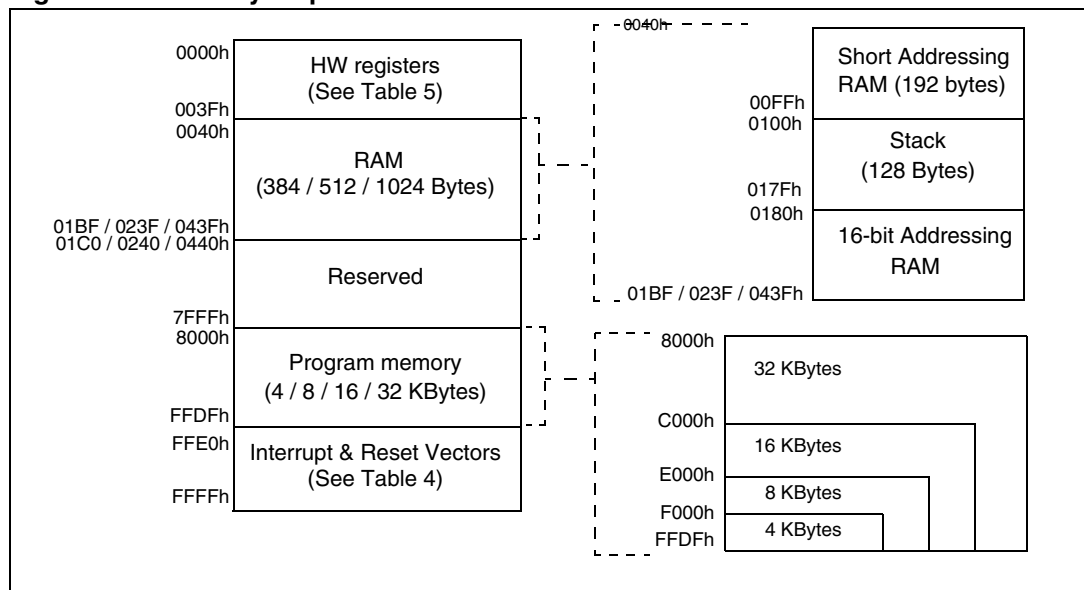 0000h
HW registers
(See Table 5)
003Fh
0040h
RAM
(384 / 512 / 1024 Bytes)
01BF / 023F / 043Fh
01C0 / 0240 / 0440h
Reserved
7FFFh
8000h
Program memory
(4 / 8 / 16 / 32 KBytes)
FFDFh
FFE0h
Interrupt & Reset Vectors
(See Table 4)
FFFFh
0040h
Short Addressing
RAM (192 bytes)
00FFh
0100h
Stack
(128 Bytes)
017Fh
0180h
16-bit Addressing
RAM
01BF / 023F / 043Fh
8000h
32 KBytes
C000h
16 KBytes
E000h
8 KBytes
F000h
4 KBytes
FFDFh